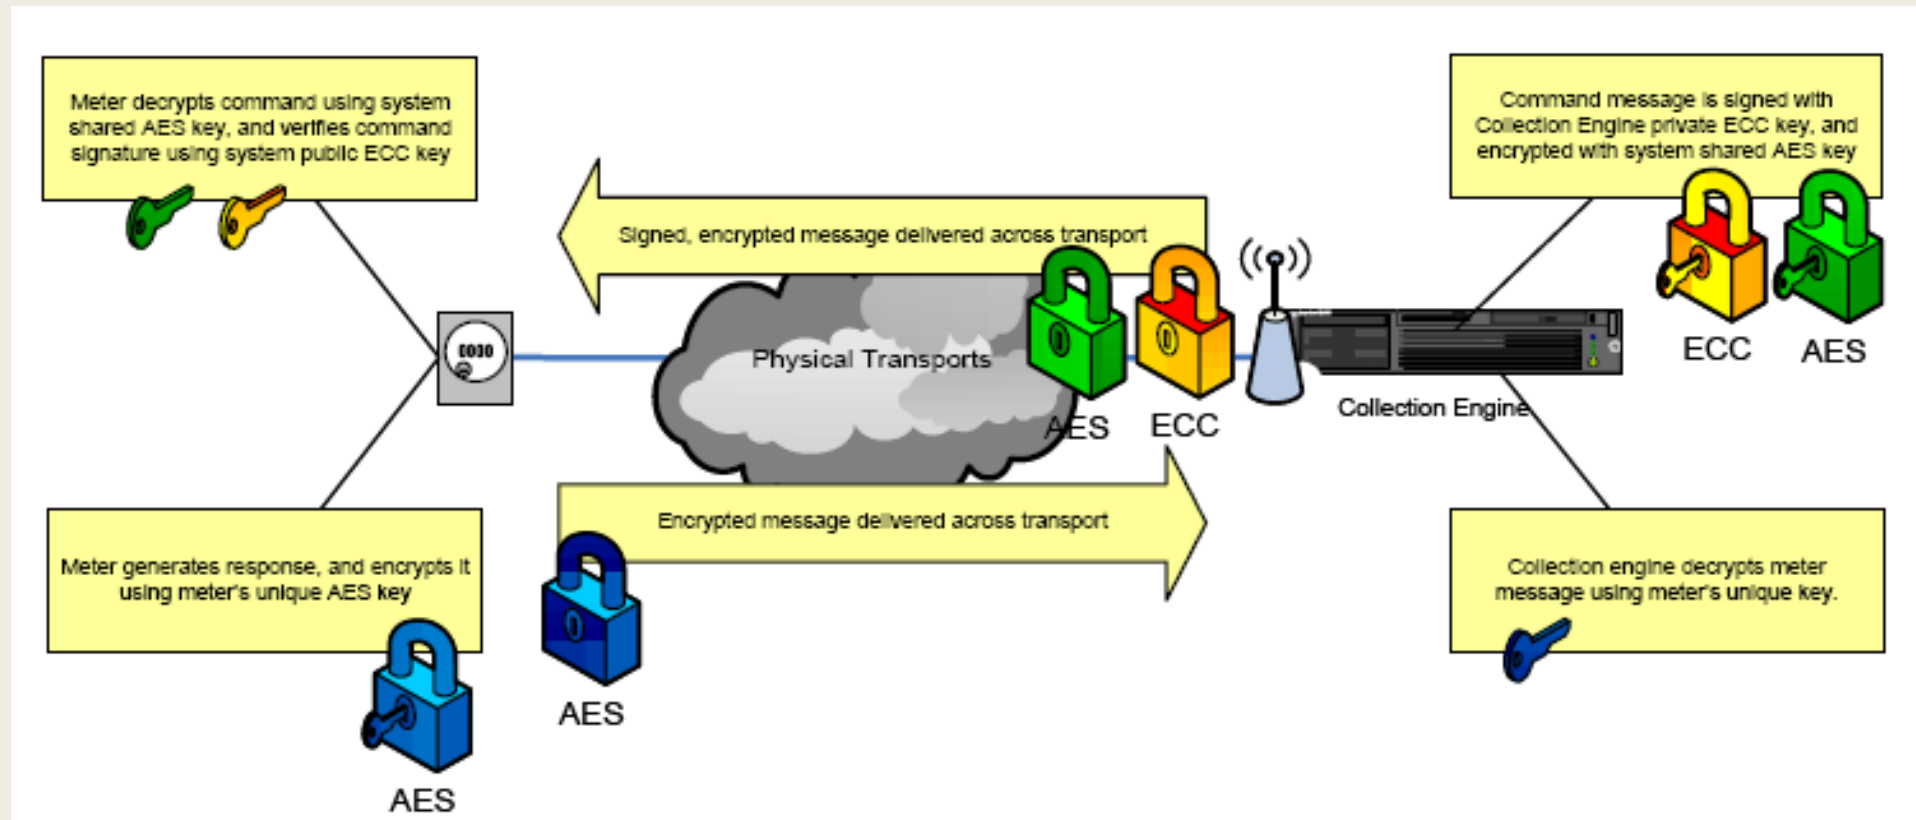 Meter decrypts command using system
shared AES key, and verifies command
signature using system public ECC key
Command message is signed with
Collection Engine private ECC key, and
encrypted with system shared AES key
Signed, encrypted message delivered across transport
ECC
AES
0000
Physical Transports
AES
ECC
Collection Engine
Encrypted message delivered across transport
Meter generates response, and encrypts it
using meter's unique AES key
Collection engine decrypts meter
message using meter's unique key.
AES
AES